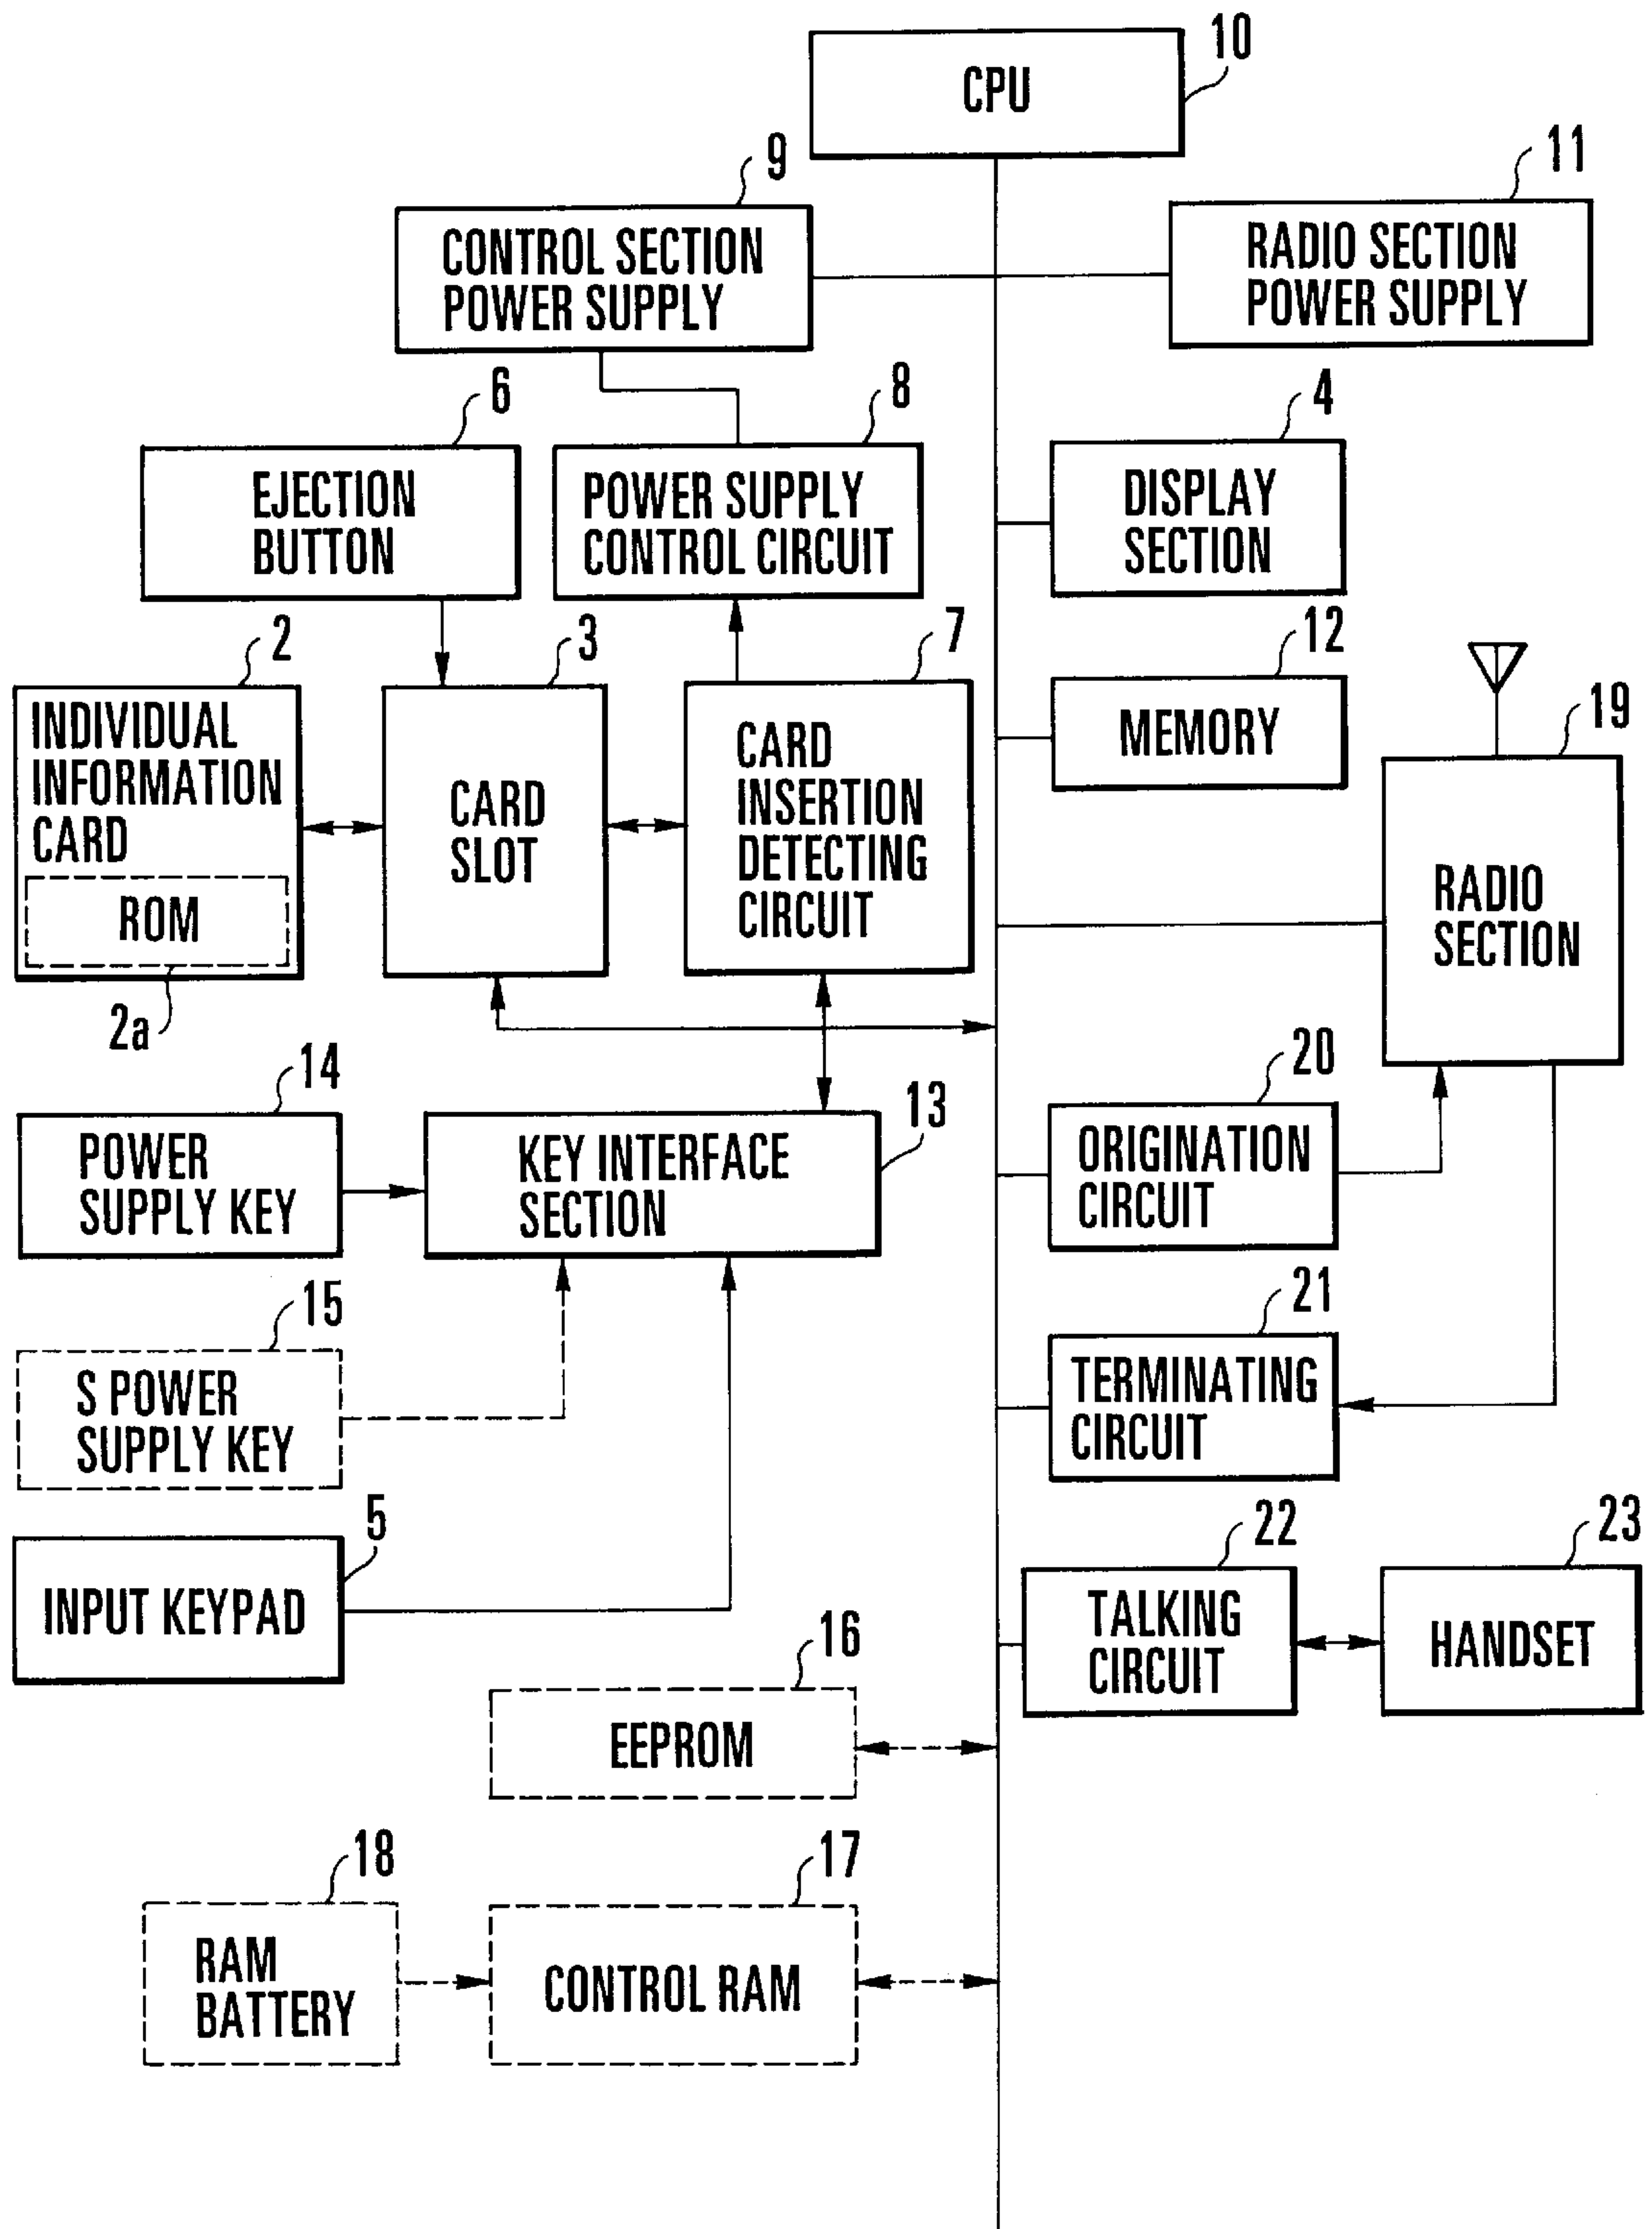 10
CPU
9
11
CONTROL SECTION
POWER SUPPLY
RADIO SECTION
POWER SUPPLY
6
8
4
EJECTION
BUTTON
POWER SUPPLY
CONTROL CIRCUIT
DISPLAY
SECTION
2
3
7
12
INDIVIDUAL
INFORMATION
CARD
ROM
2a
CARD
SLOT
CARD
INSERTION
DETECTING
CIRCUIT
MEMORY
19
RADIO
SECTION
14
13
20
POWER
SUPPLY KEY
KEY INTERFACE
SECTION
ORIGINATION
CIRCUIT
15
21
S POWER
SUPPLY KEY
TERMINATING
CIRCUIT
5
22
23
INPUT KEYPAD
TALKING
CIRCUIT
HANDSET
16
EEPROM
18
17
RAM
BATTERY
CONTROL RAM